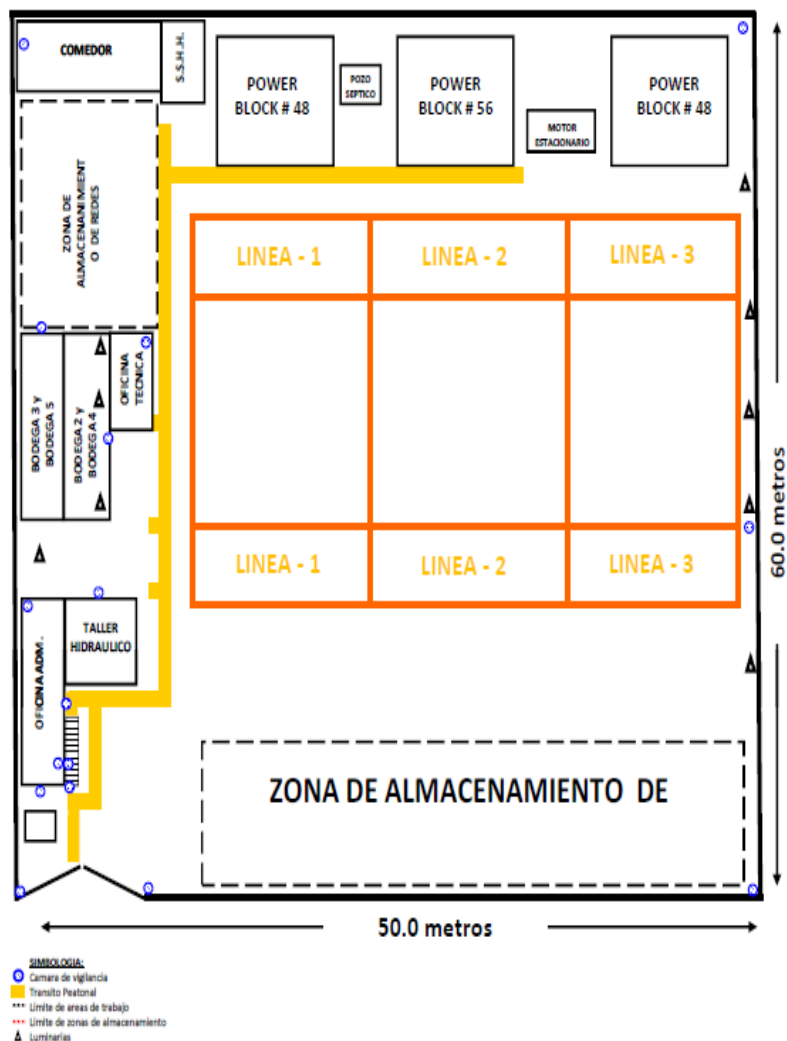 COMEDOR
S.S.H.H.
POWER
BLOCK # 48
POZO
SEPTICO
POWER
BLOCK # 56
MOTOR
ESTACIONARIO
POWER
BLOCK # 48
ZONA DE
ALMACENANIMIENT
O DE REDES
LINEA - 1
LINEA - 2
LINEA - 3
BODEGA 3 y
BODEGA 5
BODEGA 2 y
BODEGA 4
OFICINA
TECNICA
60.0 metros
LINEA - 1
LINEA - 2
LINEA - 3
OFICINA ADM.
TALLER
HIDRAULICO
ZONA DE ALMACENAMIENTO DE
50.0 metros
SIMBOLOGIA:
Camara de vigilancia
Transito Peatonal
Limite de areas de trabajo
Limite de zonas de almacenamiento
Luminarias